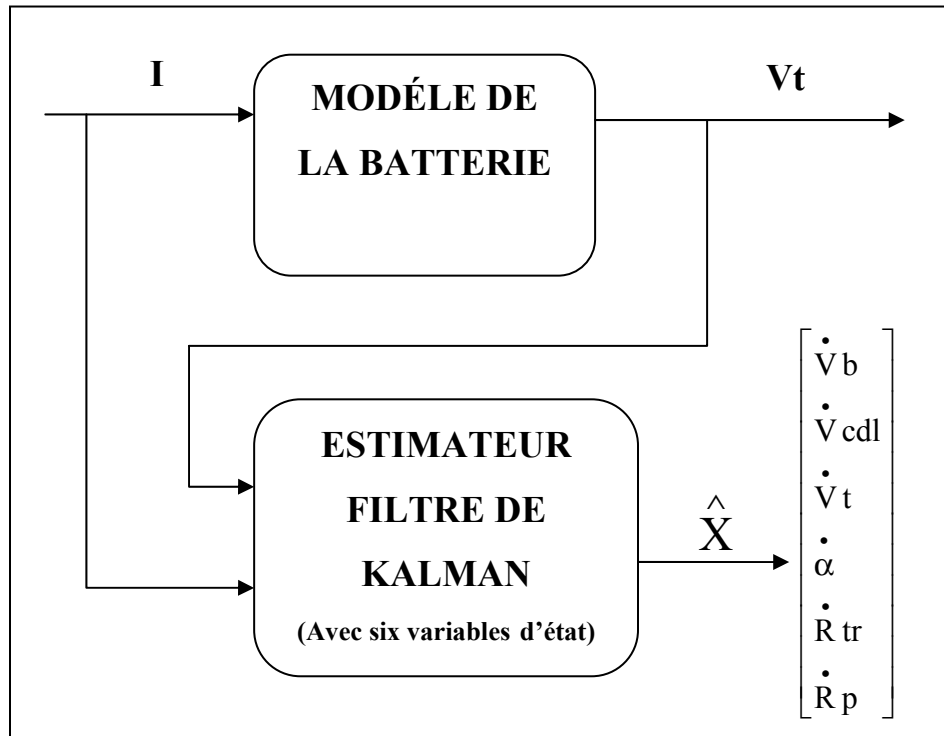 I
MODÉLE DE
LA BATTERIE
Vt
ESTIMATEUR
FILTRE DE
KALMAN
(Avec six variables d’état)
X̂
V̇b
V̇cdl
V̇t
α̇
Ṙtr
Ṙp